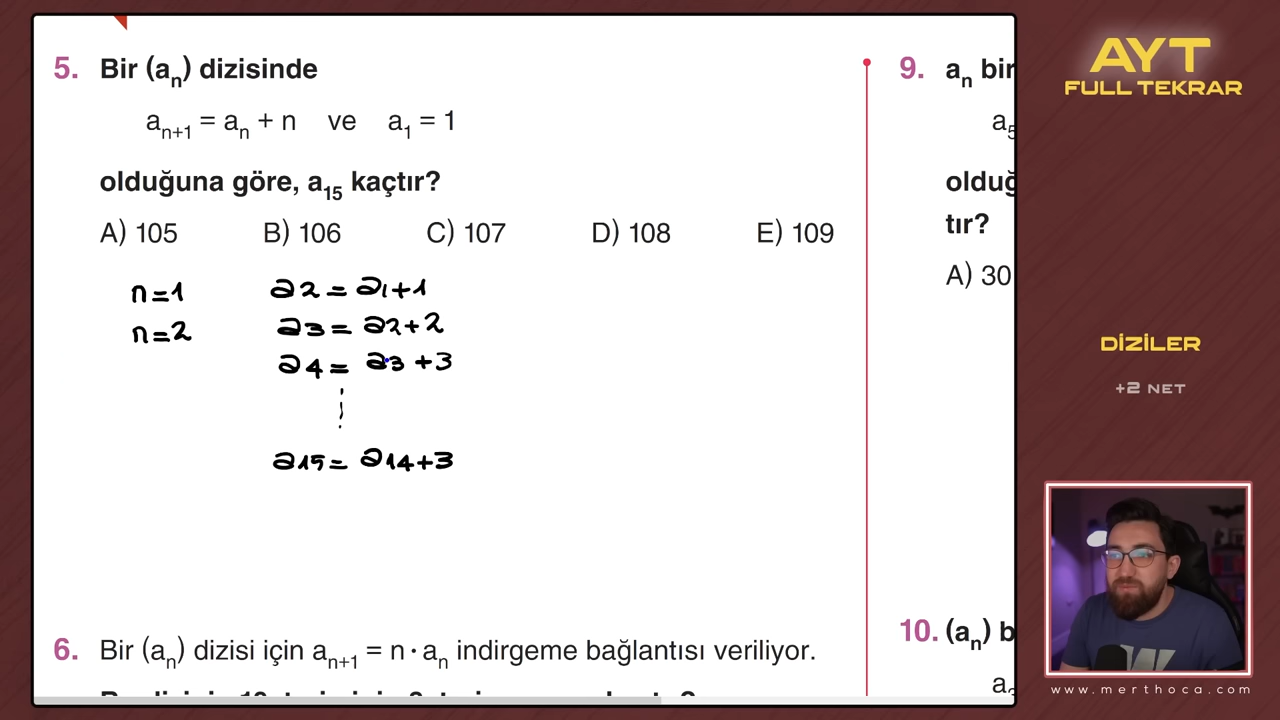 5. Bir (an) dizisinde
an+1 = an + n ve a1 = 1
olduğuna göre, a15 kaçtır?
A) 105 B) 106 C) 107 D) 108 E) 109
n=1 a2 = a1+1
n=2 a3 = a2+2
a4 = a3 +3
a15= a14+3
6. Bir (an) dizisi için an+1 = n · an indirgeme bağlantısı veriliyor.
9. an bir
a5
olduğ
tır?
A) 30
10. (an) b
AYT
FULL TEKRAR
DİZİLER
+2 NET
www.merthoca.com